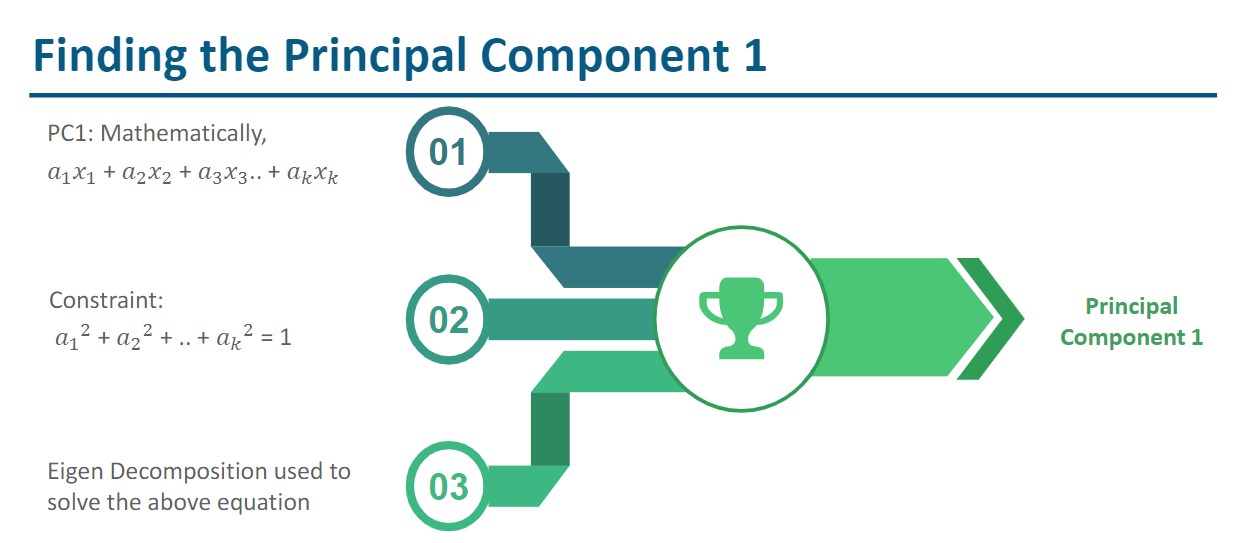 Finding the Principal Component 1
PC1: Mathematically,
a₁x₁ + a₂x₂ + a₃x₃.. + aₖxₖ
01
Constraint:
a₁² + a₂² + .. + aₖ² = 1
02
Eigen Decomposition used to
solve the above equation
03
Principal
Component 1